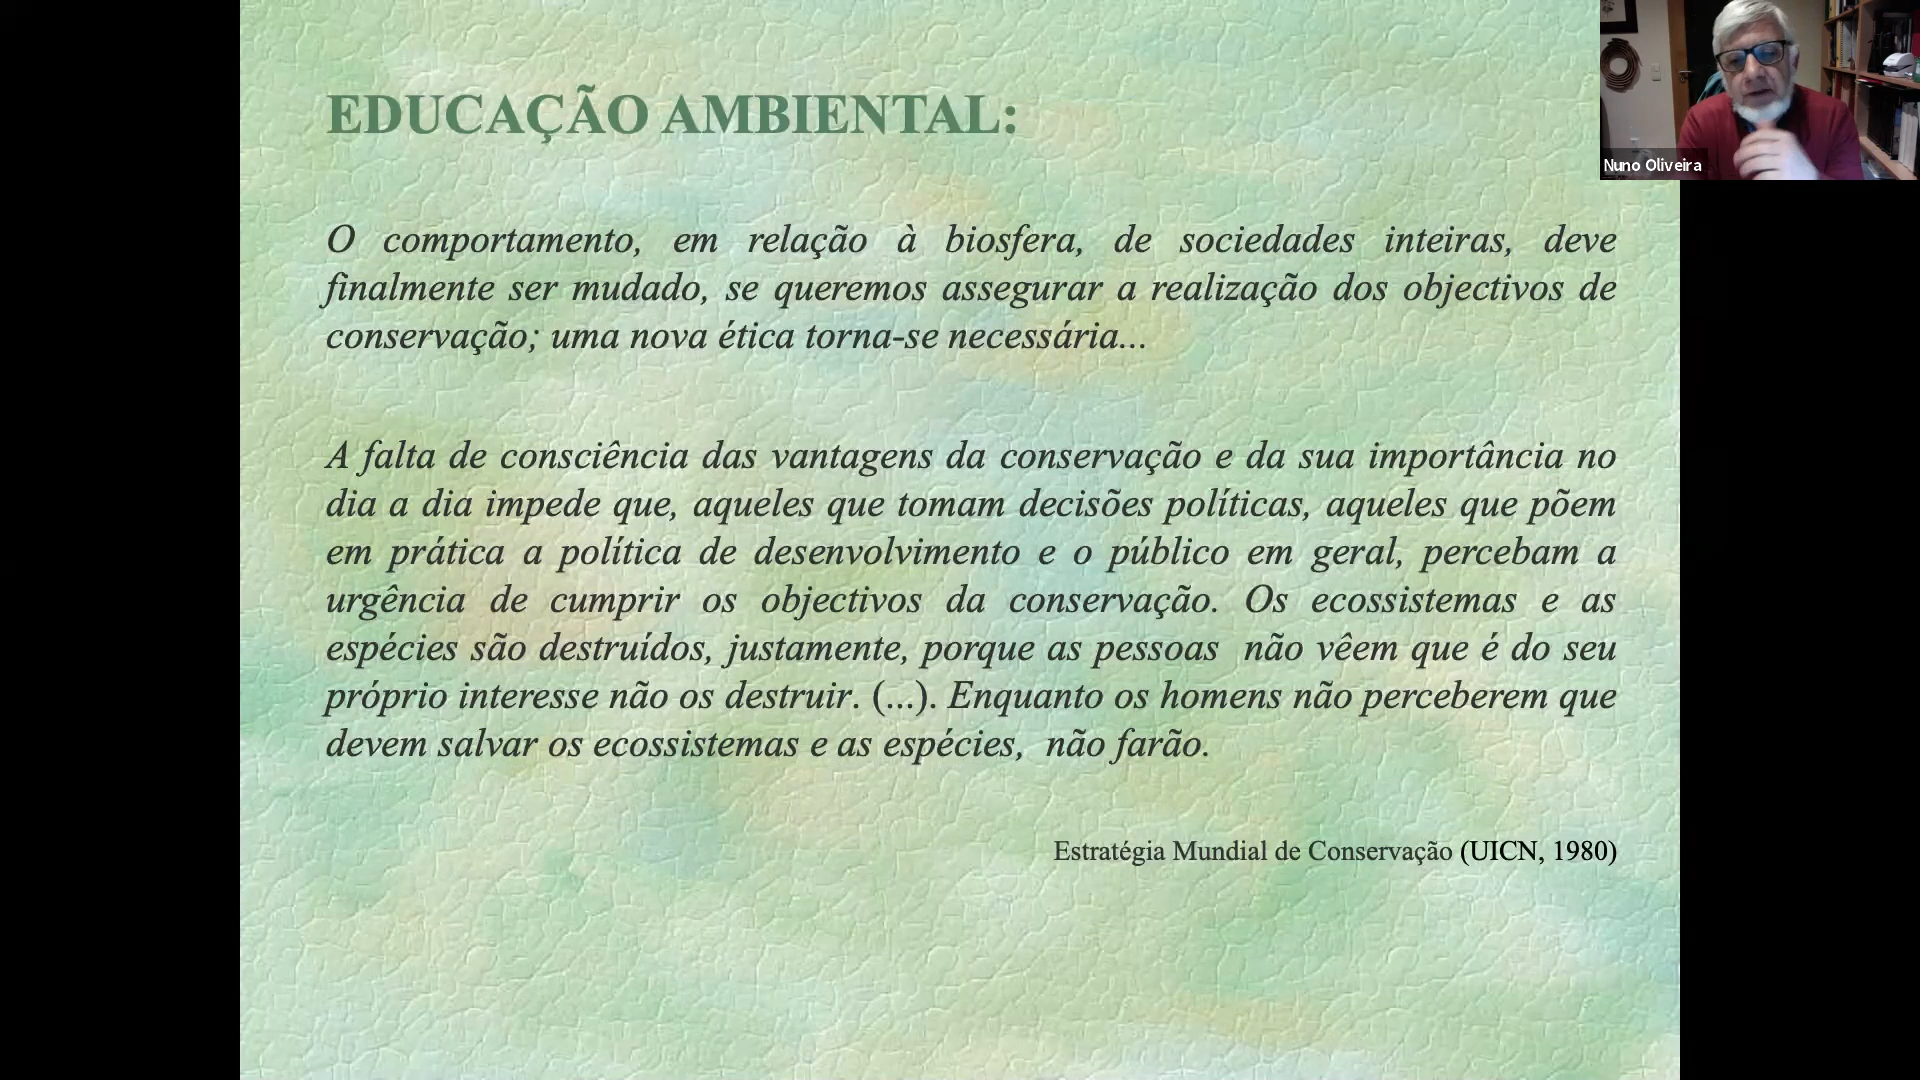 EDUCAÇÃO AMBIENTAL:
Nuno Oliveira
O comportamento, em relação à biosfera, de sociedades inteiras, deve
finalmente ser mudado, se queremos assegurar a realização dos objectivos de
conservação; uma nova ética torna-se necessária...
A falta de consciência das vantagens da conservação e da sua importância no
dia a dia impede que, aqueles que tomam decisões políticas, aqueles que põem
em prática a política de desenvolvimento e o público em geral, percebam a
urgência de cumprir os objectivos da conservação. Os ecossistemas e as
espécies são destruídos, justamente, porque as pessoas não vêem que é do seu
próprio interesse não os destruir. (...). Enquanto os homens não perceberem que
devem salvar os ecossistemas e as espécies, não farão.
Estratégia Mundial de Conservação (UICN, 1980)